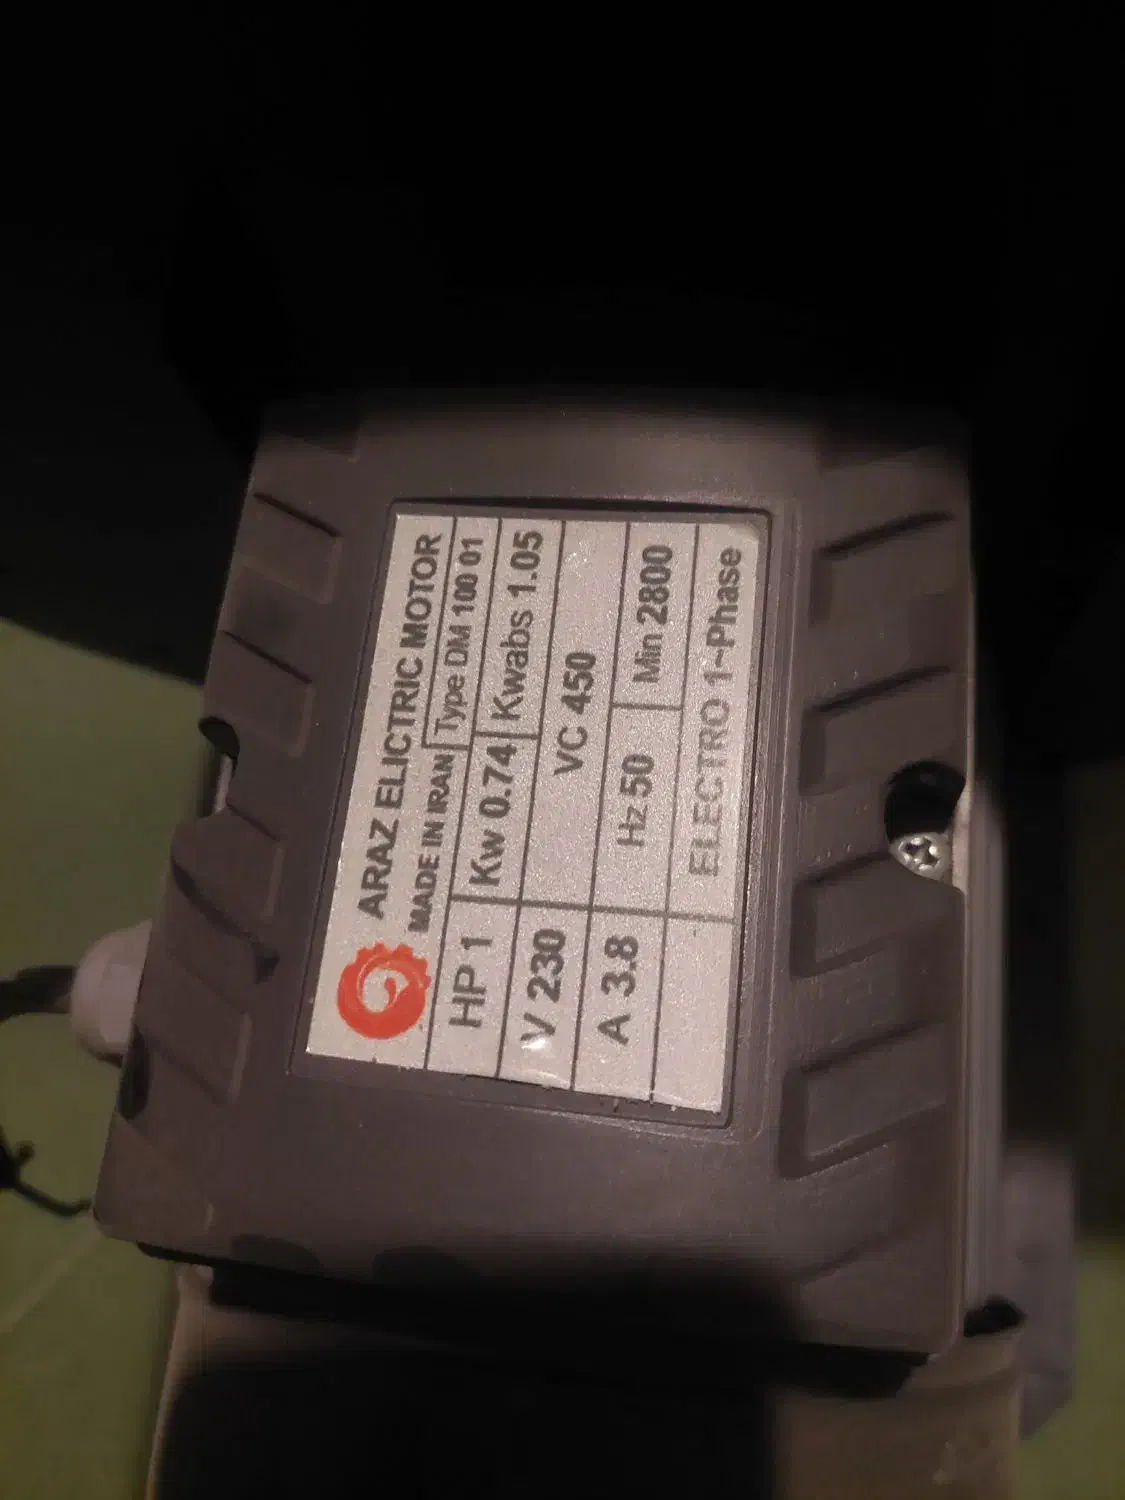 ARAZ ELICTRIC MOTOR
MADE IN IRAN Type DM 100 01
HP 1 Kw 0.74 Kwabs 1.05
V 230 VC 450
A 3.8 Hz 50 Min 2800
ELECTRO 1~Phase